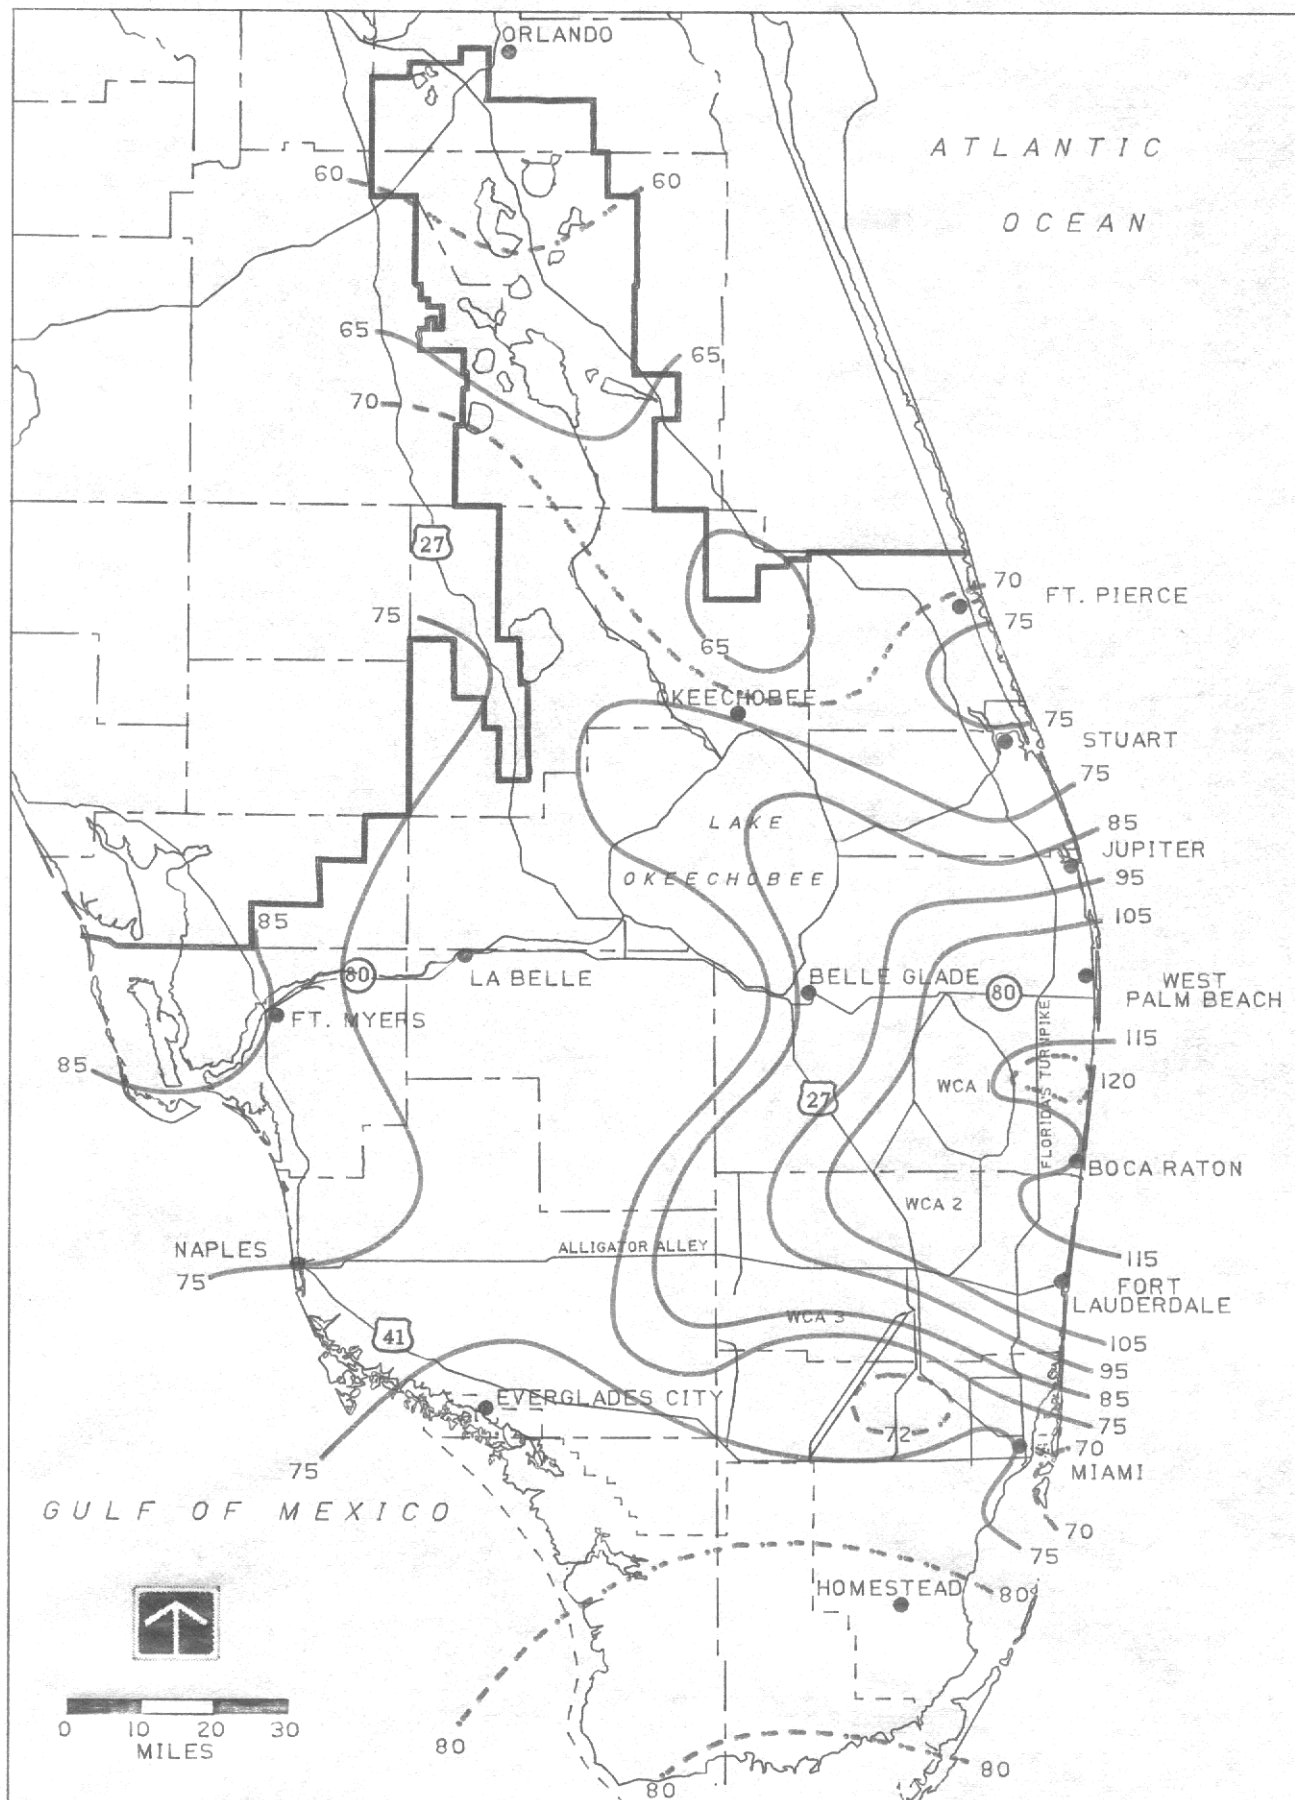 ORLANDO
ATLANTIC
OCEAN
60
60
65
65
70
27
70
FT. PIERCE
75
75
65
OKEECHOBEE
75
STUART
75
LAKE
85
JUPITER
OKEECHOBEE
95
85
105
80
LA BELLE
BELLE GLADE
80
WEST
PALM BEACH
FT. MYERS
FLORIDA'S TURNPIKE
115
85
WCA 1
120
27
BOCA RATON
WCA 2
NAPLES
ALLIGATOR ALLEY
75
115
FORT
LAUDERDALE
WCA 3
41
105
95
85
EVERGLADES CITY
75
72
70
75
MIAMI
GULF OF MEXICO
70
75
HOMESTEAD
80
0 10 20 30
MILES
80
80
80